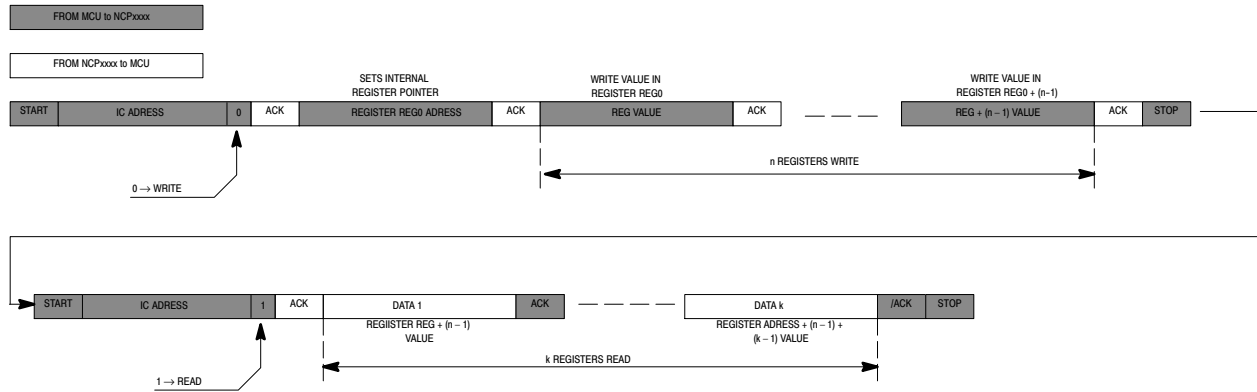 FROM MCU to NCPxxxx
FROM NCPxxxx to MCU
SETS INTERNAL
REGISTER POINTER
WRITE VALUE IN
REGISTER REG0
WRITE VALUE IN
REGISTER REG0 + (n-1)
START IC ADRESS 0 ACK REGISTER REG0 ADRESS ACK REG VALUE ACK REG + (n – 1) VALUE ACK STOP
n REGISTERS WRITE
0 → WRITE
START IC ADRESS 1 ACK DATA 1 ACK DATA k /ACK STOP
REGIISTER REG + (n – 1)
VALUE
REGISTER ADRESS + (n – 1) +
(k – 1) VALUE
k REGISTERS READ
1 → READ